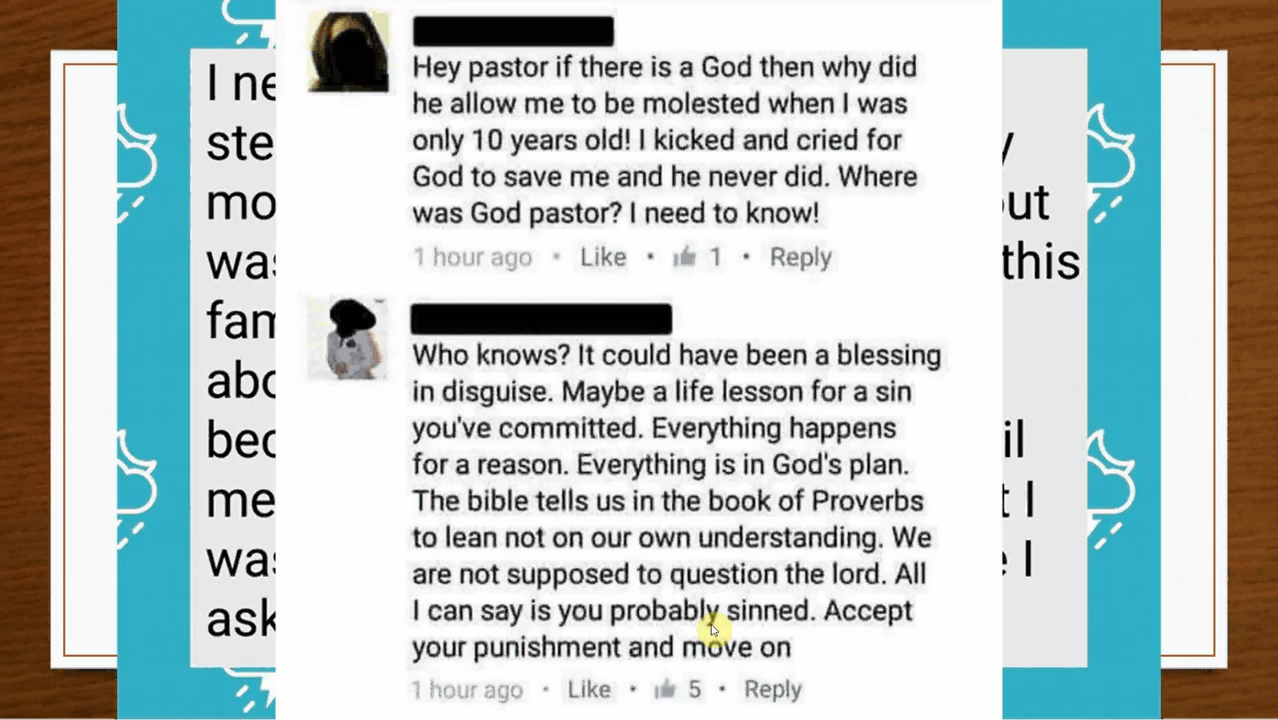 Hey pastor if there is a God then why did
he allow me to be molested when I was
only 10 years old! I kicked and cried for
God to save me and he never did. Where
was God pastor? I need to know!
1 hour ago • Like • 1 • Reply
Who knows? It could have been a blessing
in disguise. Maybe a life lesson for a sin
you've committed. Everything happens
for a reason. Everything is in God's plan.
The bible tells us in the book of Proverbs
to lean not on our own understanding. We
are not supposed to question the lord. All
I can say is you probably sinned. Accept
your punishment and move on
1 hour ago • Like • 5 • Reply
this